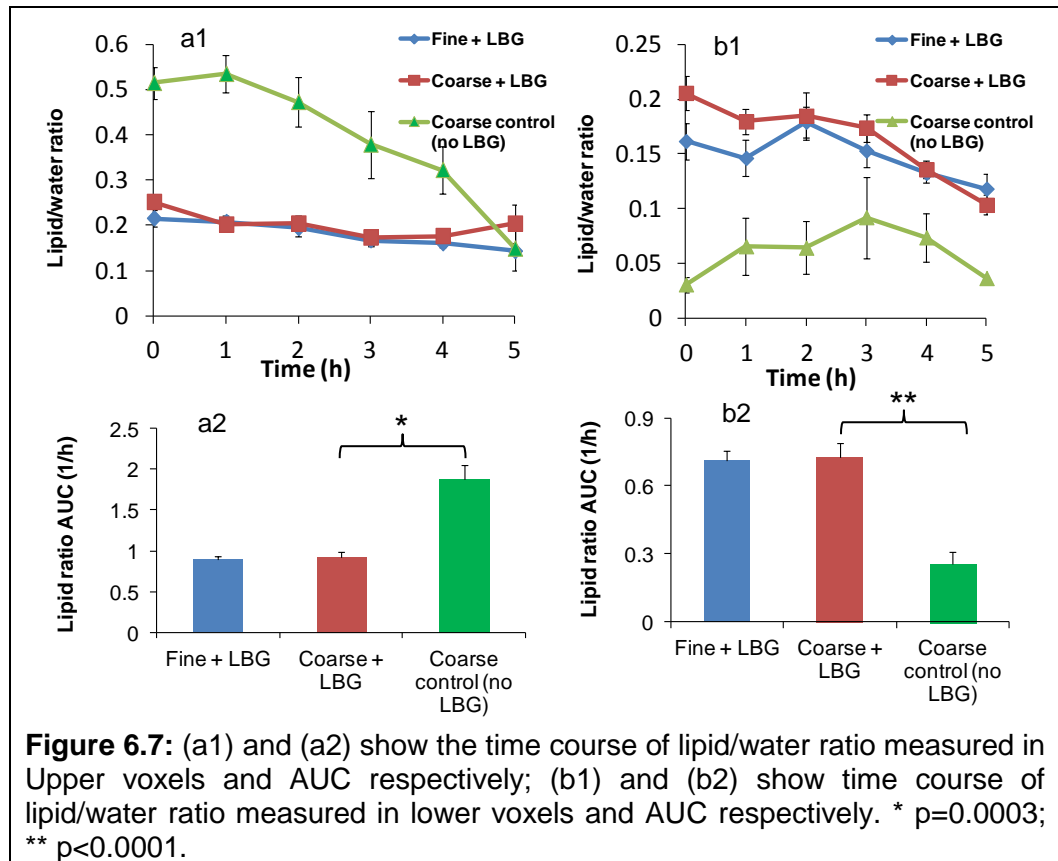 a1
Fine + LBG
Coarse + LBG
Coarse control
(no LBG)
Lipid/water ratio
0.6
0.5
0.4
0.3
0.2
0.1
0
0 1 2 3 4 5
Time (h)
b1
Fine + LBG
Coarse + LBG
Coarse control
(no LBG)
Lipid/water ratio
0.25
0.2
0.15
0.1
0.05
0
0 1 2 3 4 5
Time (h)
a2
*
Lipid ratio AUC (1/h)
2.5
2
1.5
1
0.5
0
Fine + LBG Coarse + Coarse
LBG control (no
LBG)
b2
**
Lipid ratio AUC (1/h)
0.9
0.6
0.3
0
Fine + LBG Coarse + Coarse
LBG control (no
LBG)
Figure 6.7: (a1) and (a2) show the time course of lipid/water ratio measured in
Upper voxels and AUC respectively; (b1) and (b2) show time course of
lipid/water ratio measured in lower voxels and AUC respectively. * p=0.0003;
** p<0.0001.